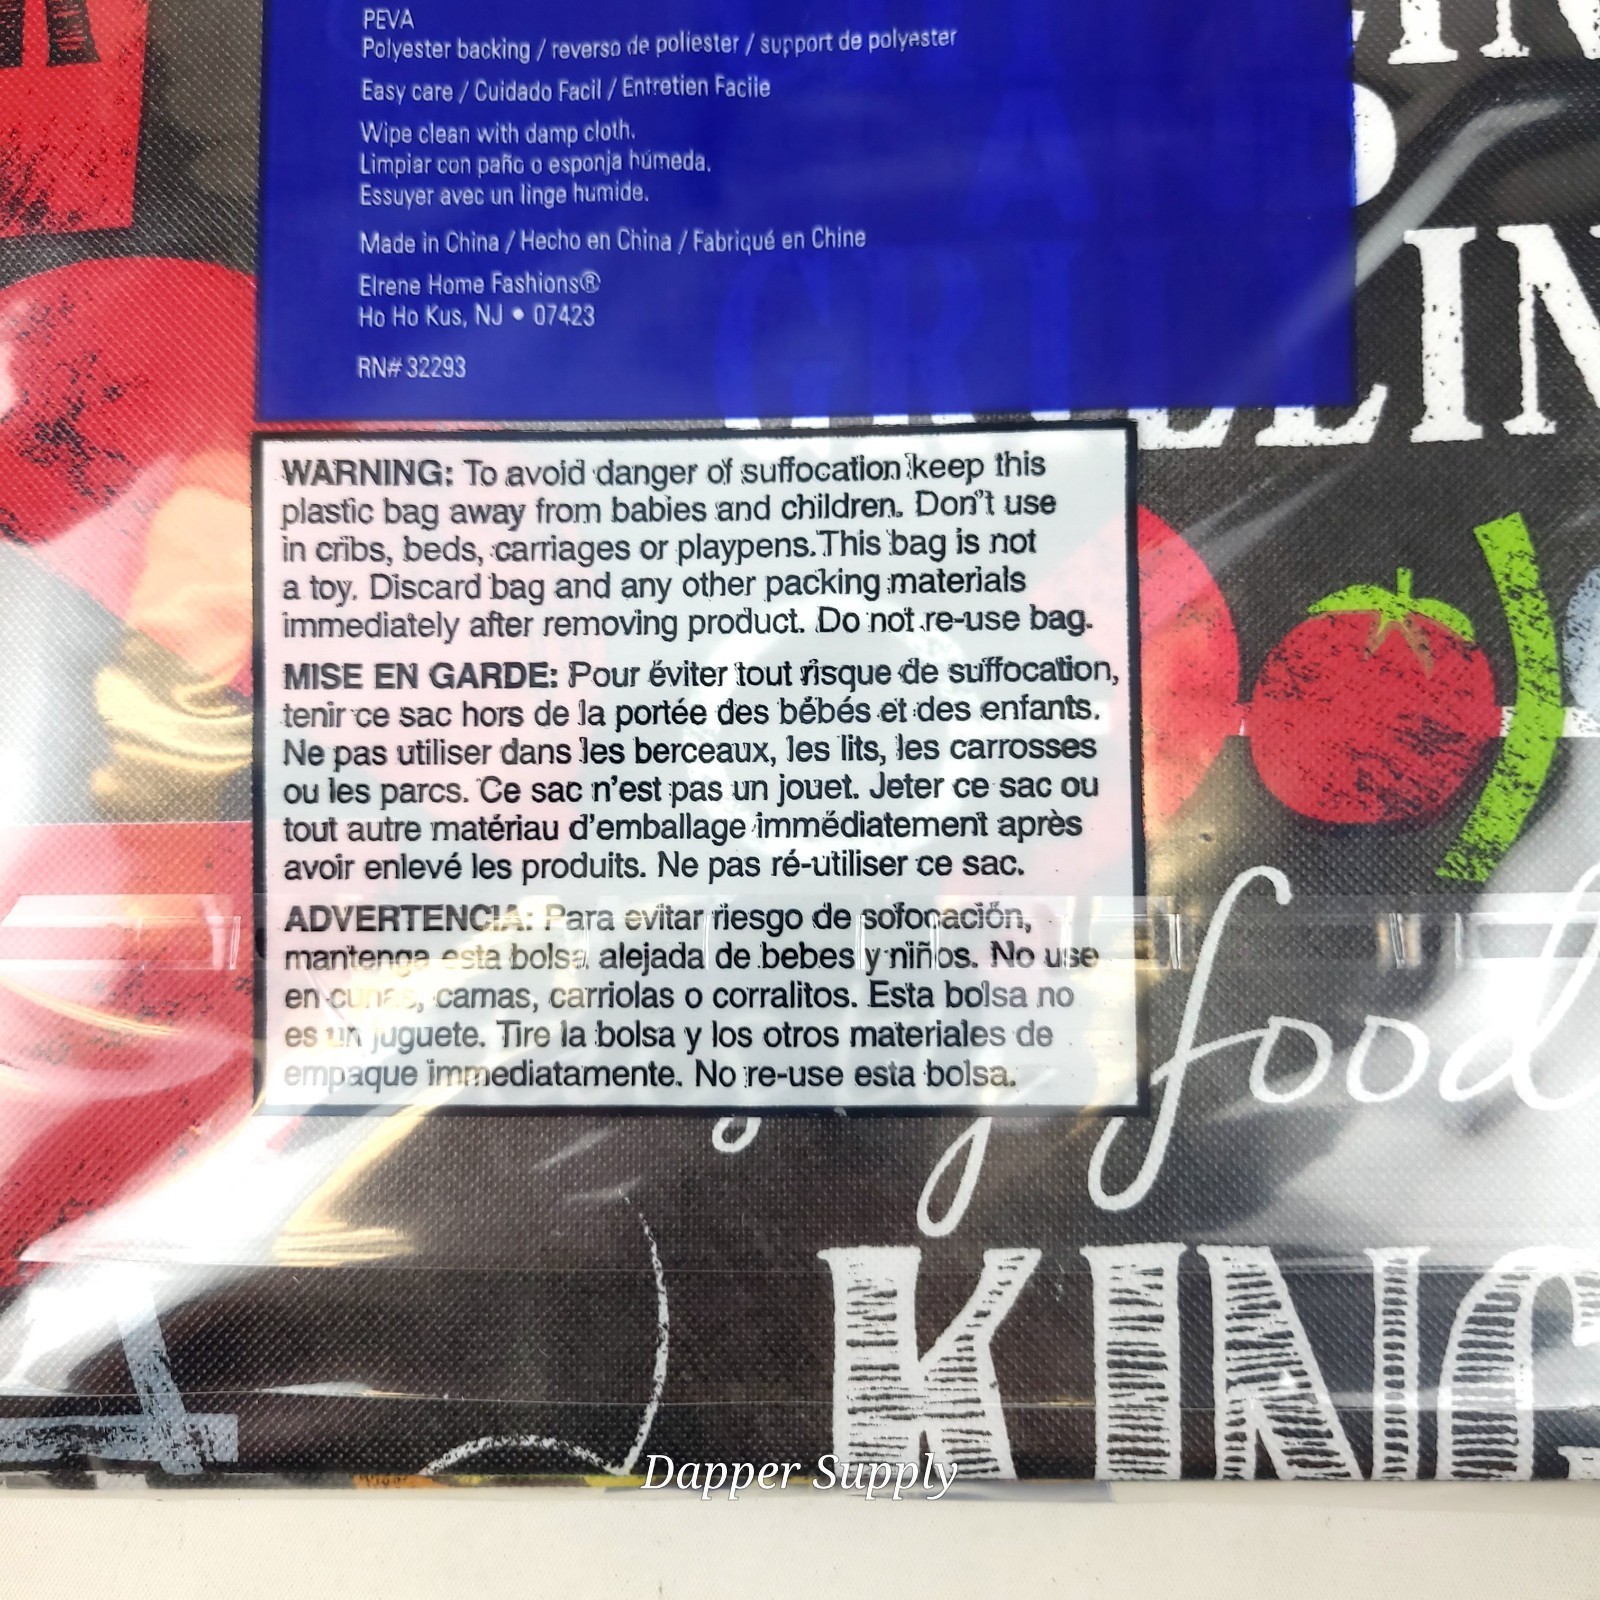 PEVA
Polyester backing / reverso de poliester / support de polyester
Easy care / Cuidado Facil / Entretien Facile
Wipe clean with damp cloth.
Limpiar con paño o esponja húmeda.
Essuyer avec un linge humide.
Made in China / Hecho en China / Fabriqué en Chine
Elrene Home Fashions®
Ho Ho Kus, NJ • 07423
RN# 32293
WARNING: To avoid danger of suffocation keep this
plastic bag away from babies and children. Don't use
in cribs, beds, carriages or playpens. This bag is not
a toy. Discard bag and any other packing materials
immediately after removing product. Do not re-use bag.
MISE EN GARDE: Pour éviter tout risque de suffocation,
tenir ce sac hors de la portée des bébés et des enfants.
Ne pas utiliser dans les berceaux, les lits, les carrosses
ou les parcs. Ce sac n'est pas un jouet. Jeter ce sac ou
tout autre matériau d'emballage immédiatement après
avoir enlevé les produits. Ne pas ré-utiliser ce sac.
ADVERTENCIA: Para evitar riesgo de sofocación,
mantenga esta bolsa alejada de bebes y niños. No use
en cunas, camas, carriolas o corralitos. Esta bolsa no
es un juguete. Tire la bolsa y los otros materiales de
empaque immediatamente. No re-use esta bolsa.
GRILLIN
food
KING
Dapper Supply